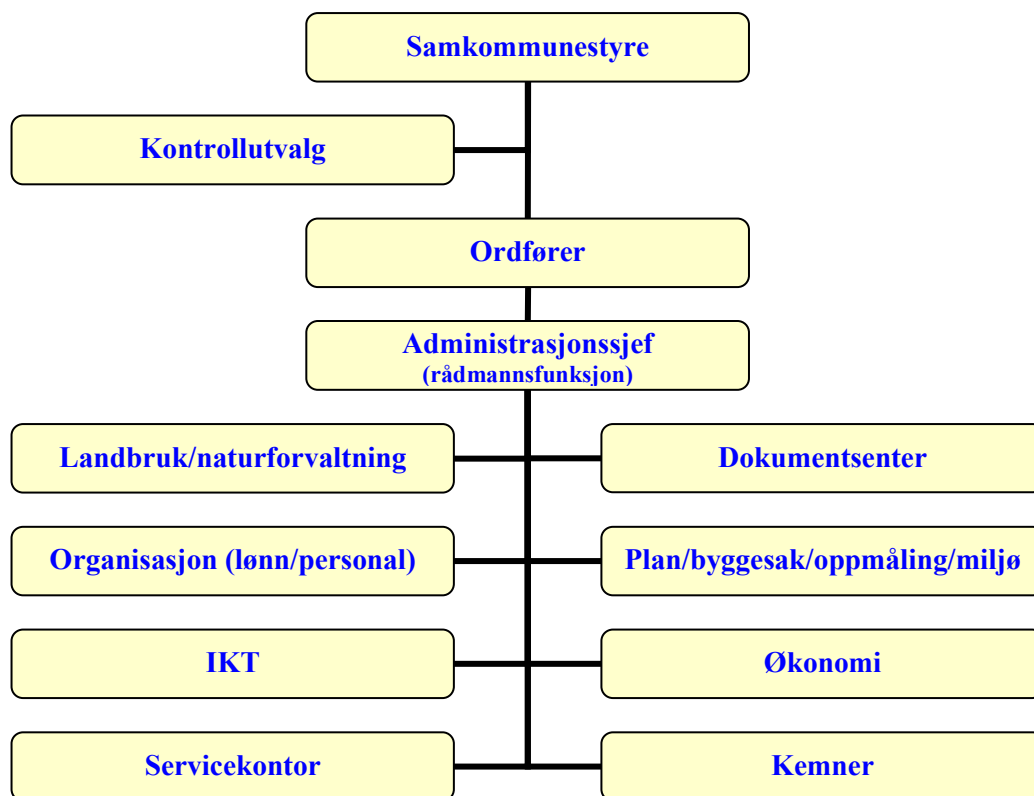 Samkommunestyre
Kontrollutvalg
Ordfører
Administrasjonssjef
(rådmannsfunksjon)
Landbruk/naturforvaltning
Dokumentsenter
Organisasjon (lønn/personal)
Plan/byggesak/oppmåling/miljø
IKT
Økonomi
Servicekontor
Kemner